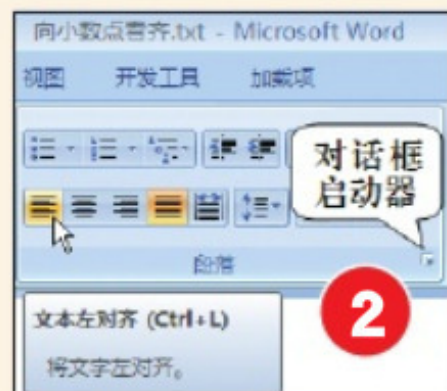 向小数点看齐.txt - Microsoft Word
视图 开发工具 加载项
对话框
启动器
段落
2
文本左对齐 (Ctrl+L)
将文字左对齐。